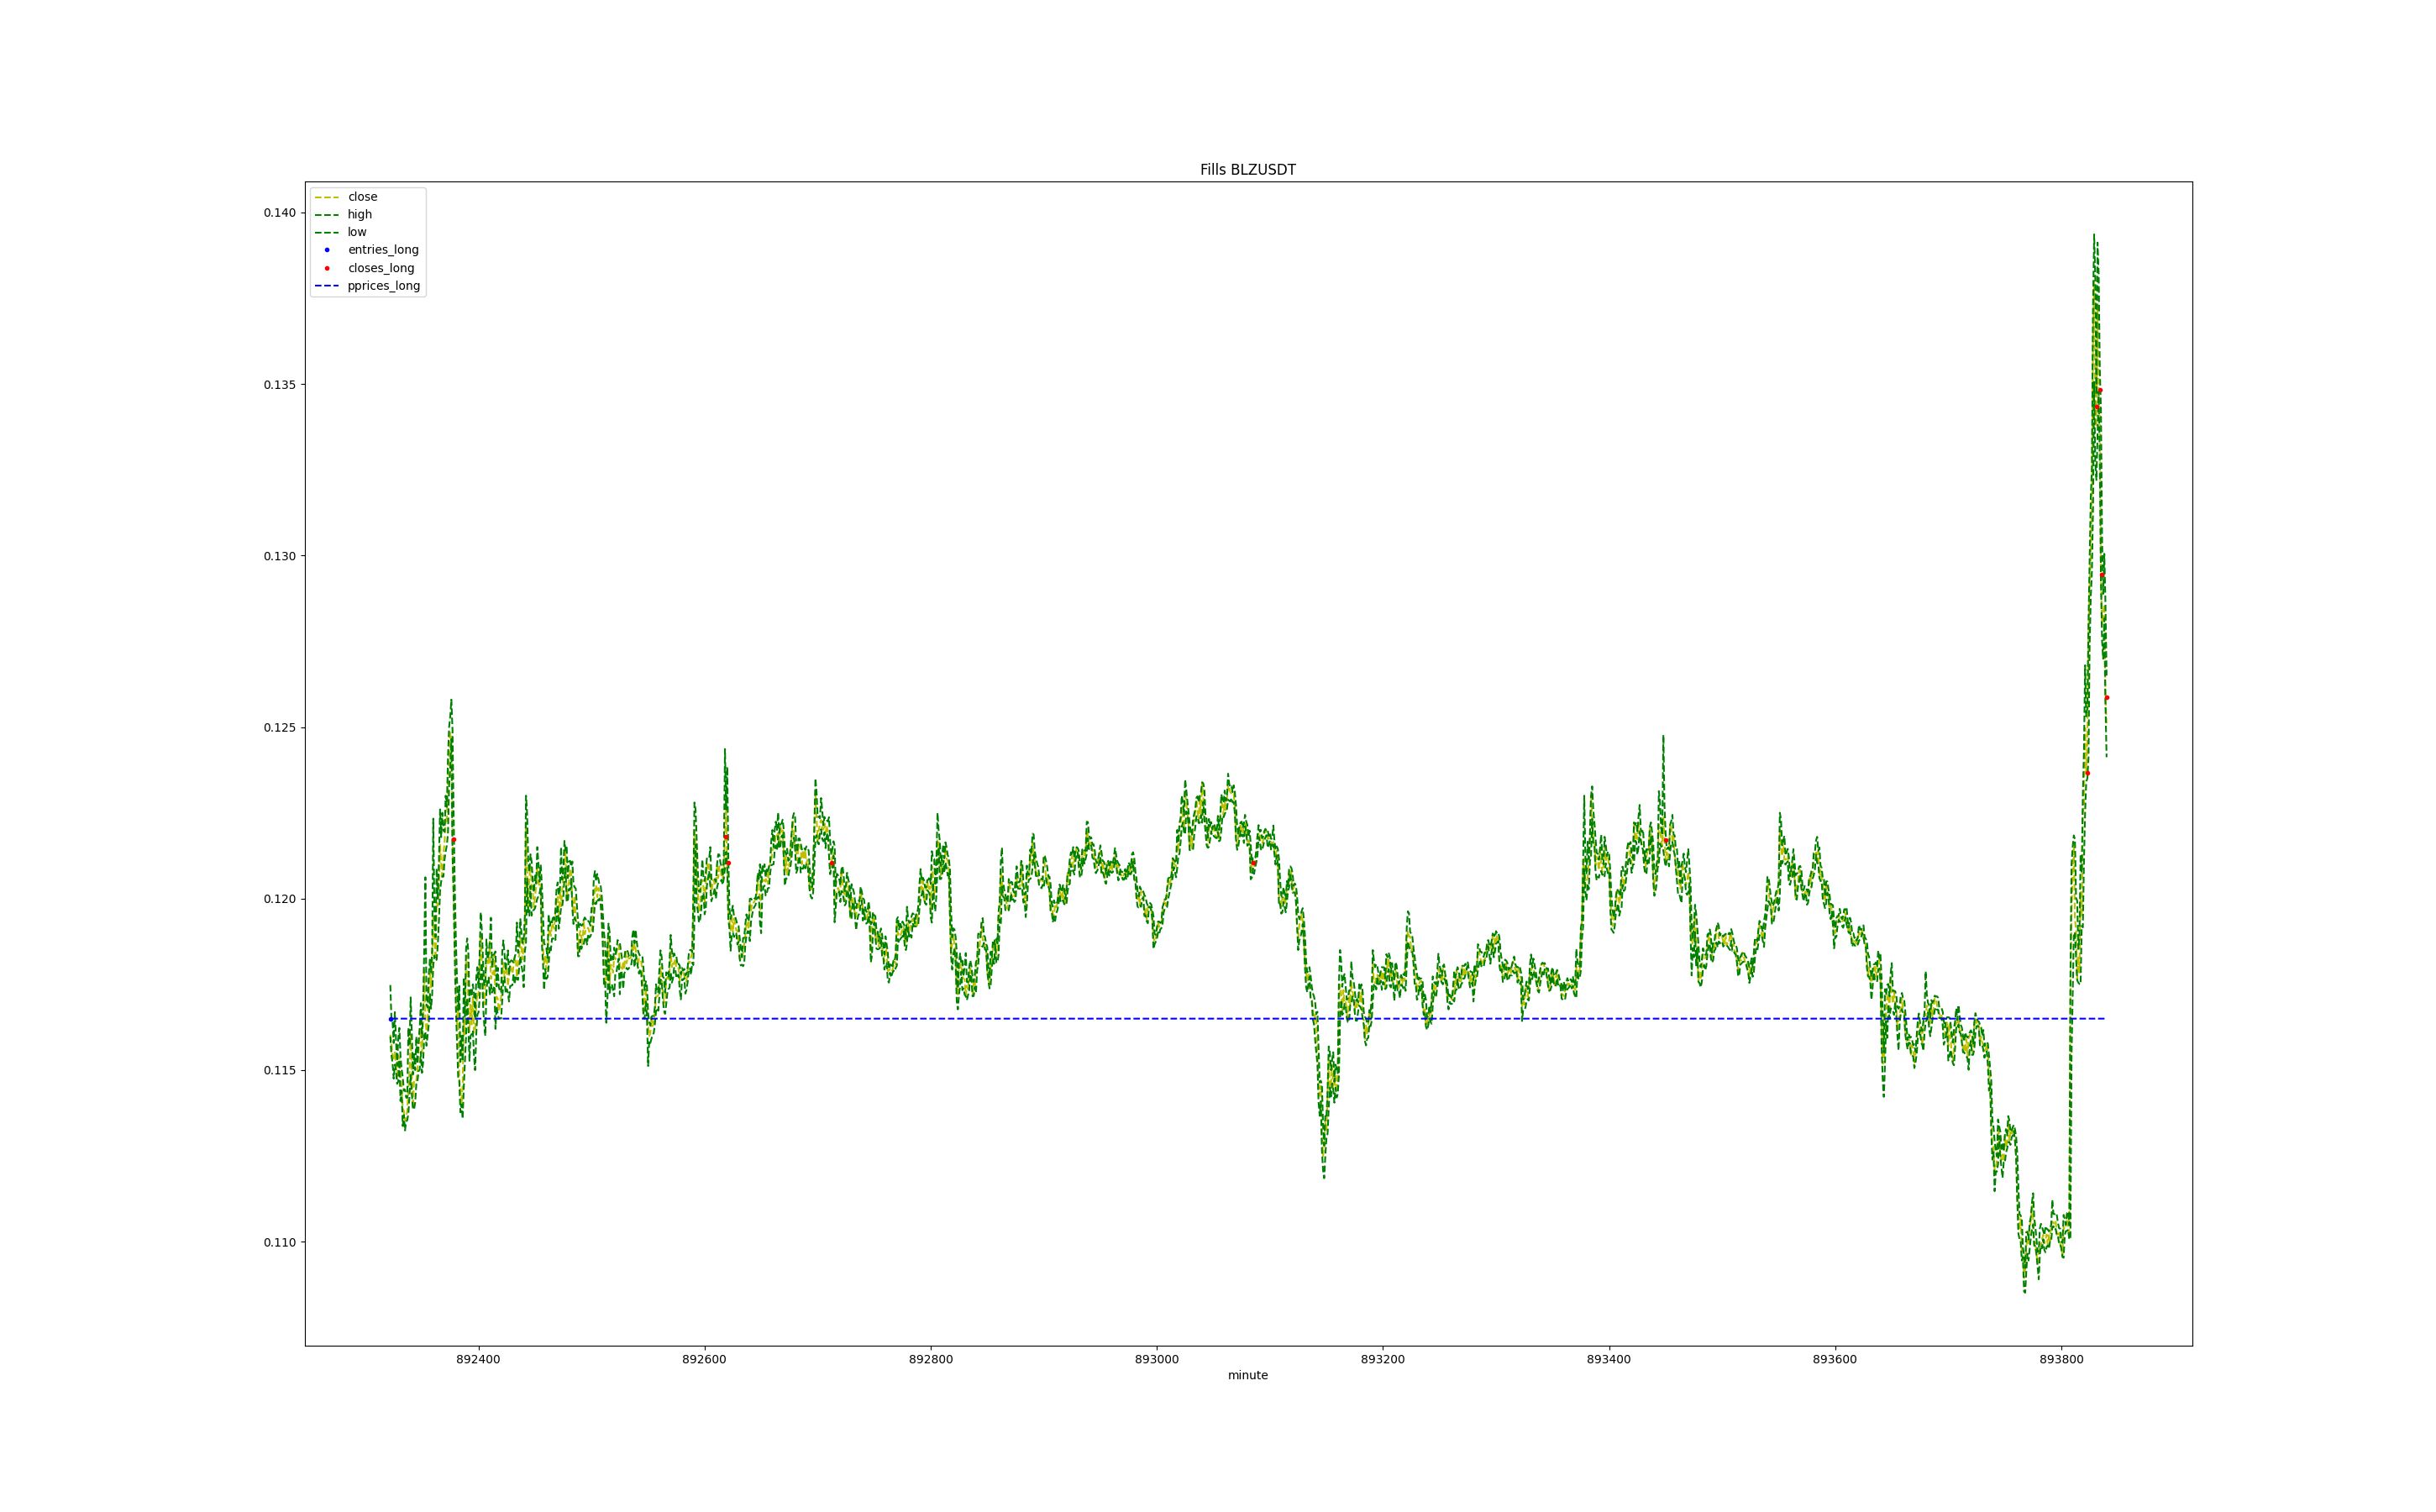 Fills BLZUSDT
close
high
low
entries_long
closes_long
pprices_long
0.140
0.135
0.130
0.125
0.120
0.115
0.110
892400 892600 892800 893000 893200 893400 893600 893800
minute